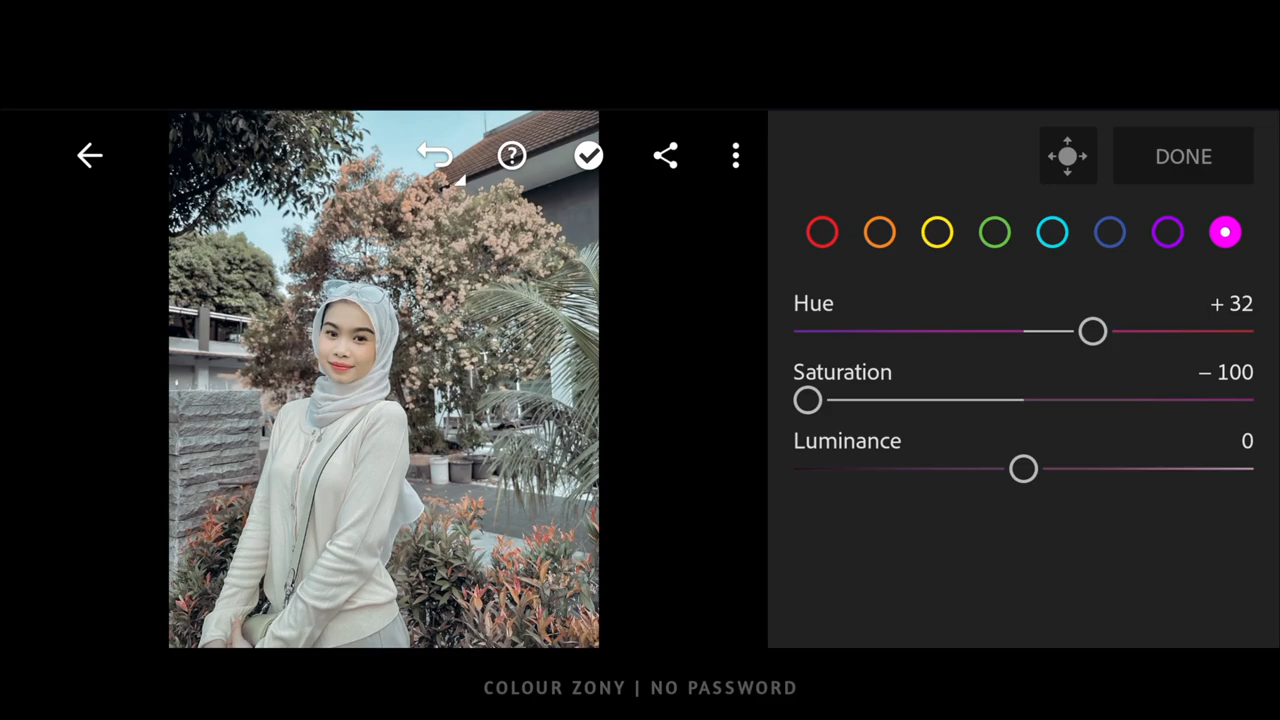 DONE
Hue + 32
Saturation − 100
Luminance 0
COLOUR ZONY | NO PASSWORD